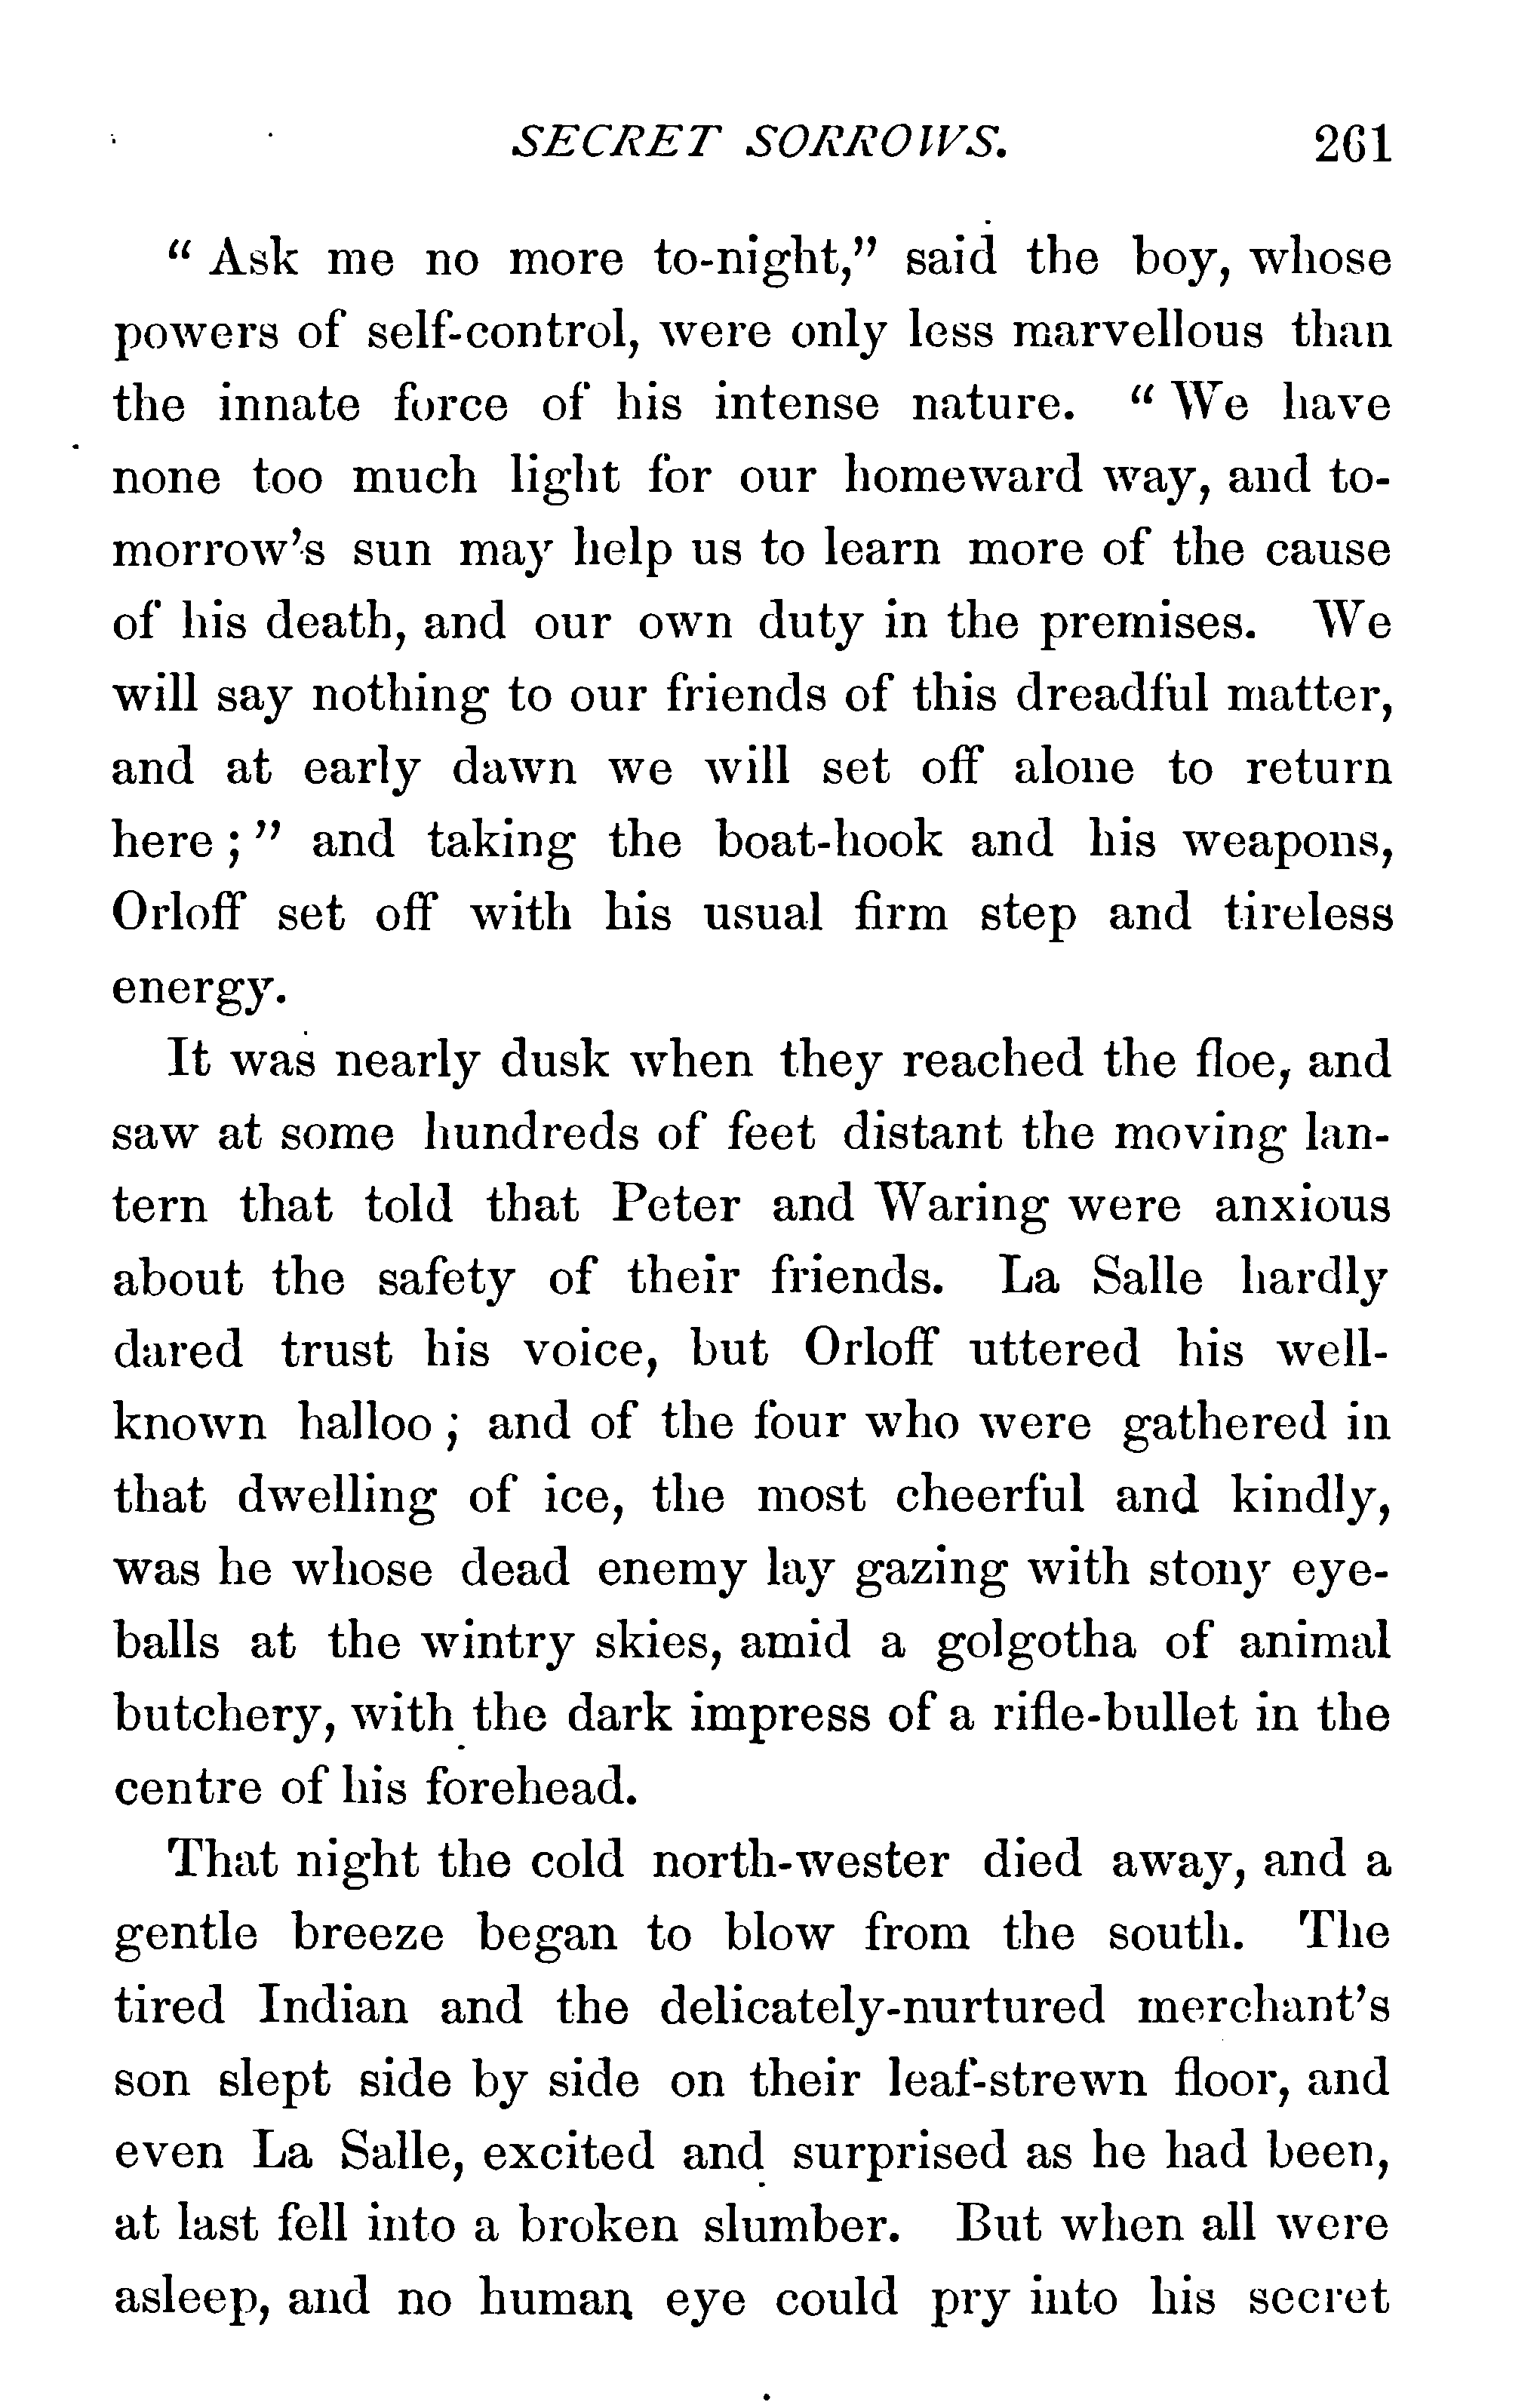 SECRET SORROWS. 261
“Ask me no more to-night,” said the boy, whose
powers of self-control, were only less marvellous than
the innate force of his intense nature. “We have
none too much light for our homeward way, and to-
morrow's sun may help us to learn more of the cause
of his death, and our own duty in the premises. We
will say nothing to our friends of this dreadful matter,
and at early dawn we will set off alone to return
here;” and taking the boat-hook and his weapons,
Orloff set off with his usual firm step and tireless
energy.
It was nearly dusk when they reached the floe, and
saw at some hundreds of feet distant the moving lan-
tern that told that Peter and Waring were anxious
about the safety of their friends. La Salle hardly
dared trust his voice, but Orloff uttered his well-
known halloo; and of the four who were gathered in
that dwelling of ice, the most cheerful and kindly,
was he whose dead enemy lay gazing with stony eye-
balls at the wintry skies, amid a golgotha of animal
butchery, with the dark impress of a rifle-bullet in the
centre of his forehead.
That night the cold north-wester died away, and a
gentle breeze began to blow from the south. The
tired Indian and the delicately-nurtured merchant's
son slept side by side on their leaf-strewn floor, and
even La Salle, excited and surprised as he had been,
at last fell into a broken slumber. But when all were
asleep, and no human eye could pry into his secret